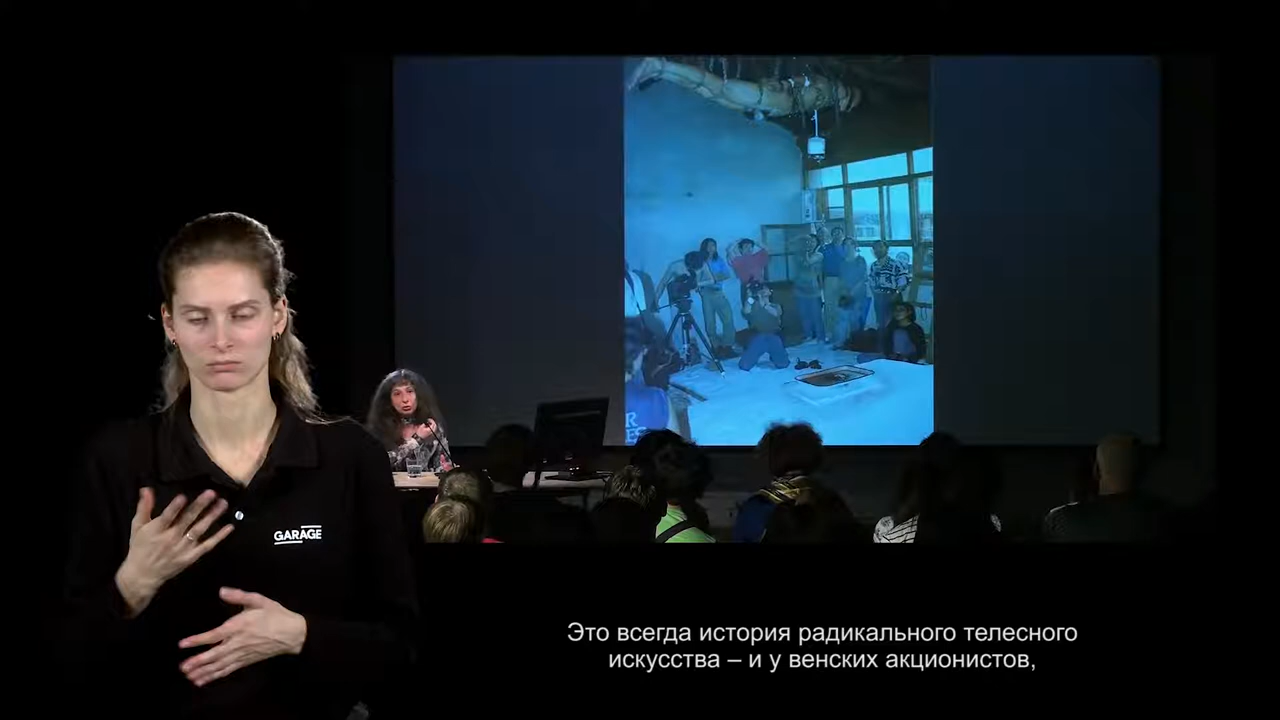 GARAGE
Это всегда история радикального телесного
искусства – и у венских акционистов,